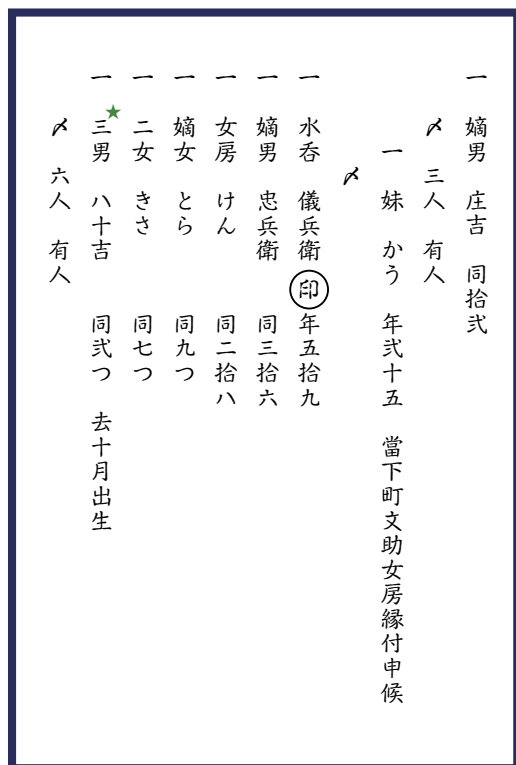 一 嫡男 庄吉 同拾弐
〆 三人 有人
一 妹 かう 年弐十五 當下町文助女房縁付申候
〆
一 水呑 儀兵衛 印 年五拾九
一 嫡男 忠兵衛 同三拾六
一 女房 けん 同二拾八
一 嫡女 とら 同九つ
一 二女 きさ 同七つ
一 三男 八十吉 同弐つ 去十月出生
〆 六人 有人